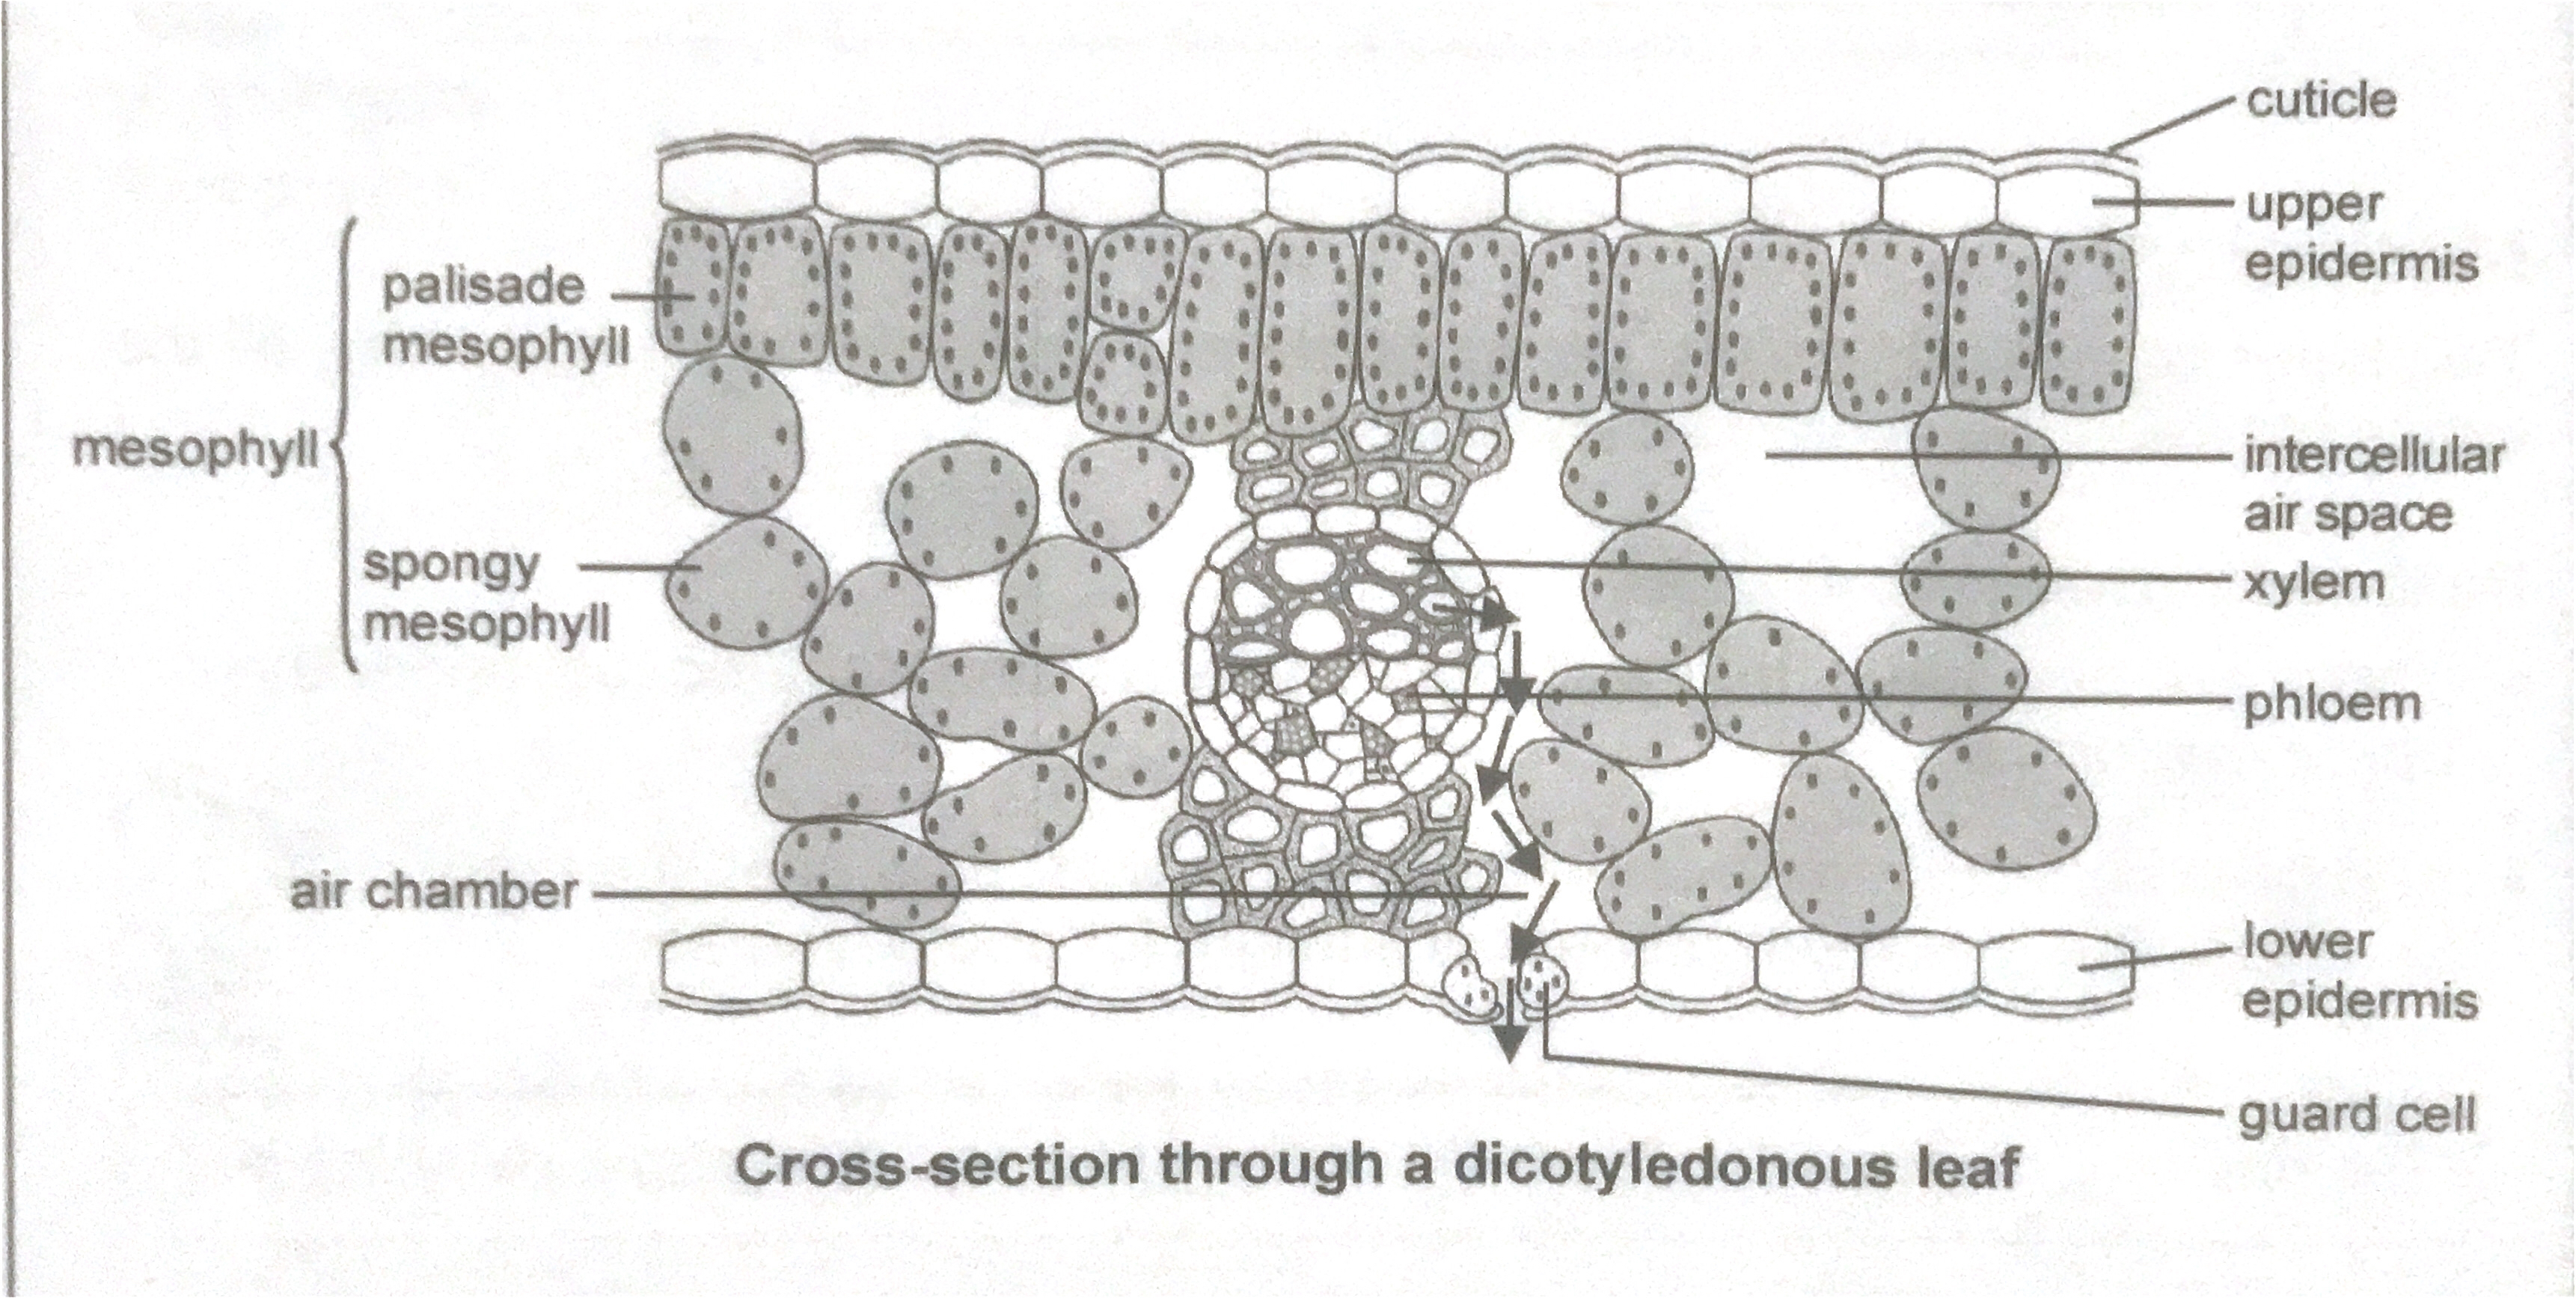 cuticle
upper
epidermis
palisade
mesophyll
mesophyll
intercellular
air space
spongy
mesophyll
xylem
phloem
air chamber
lower
epidermis
guard cell
Cross-section through a dicotyledonous leaf